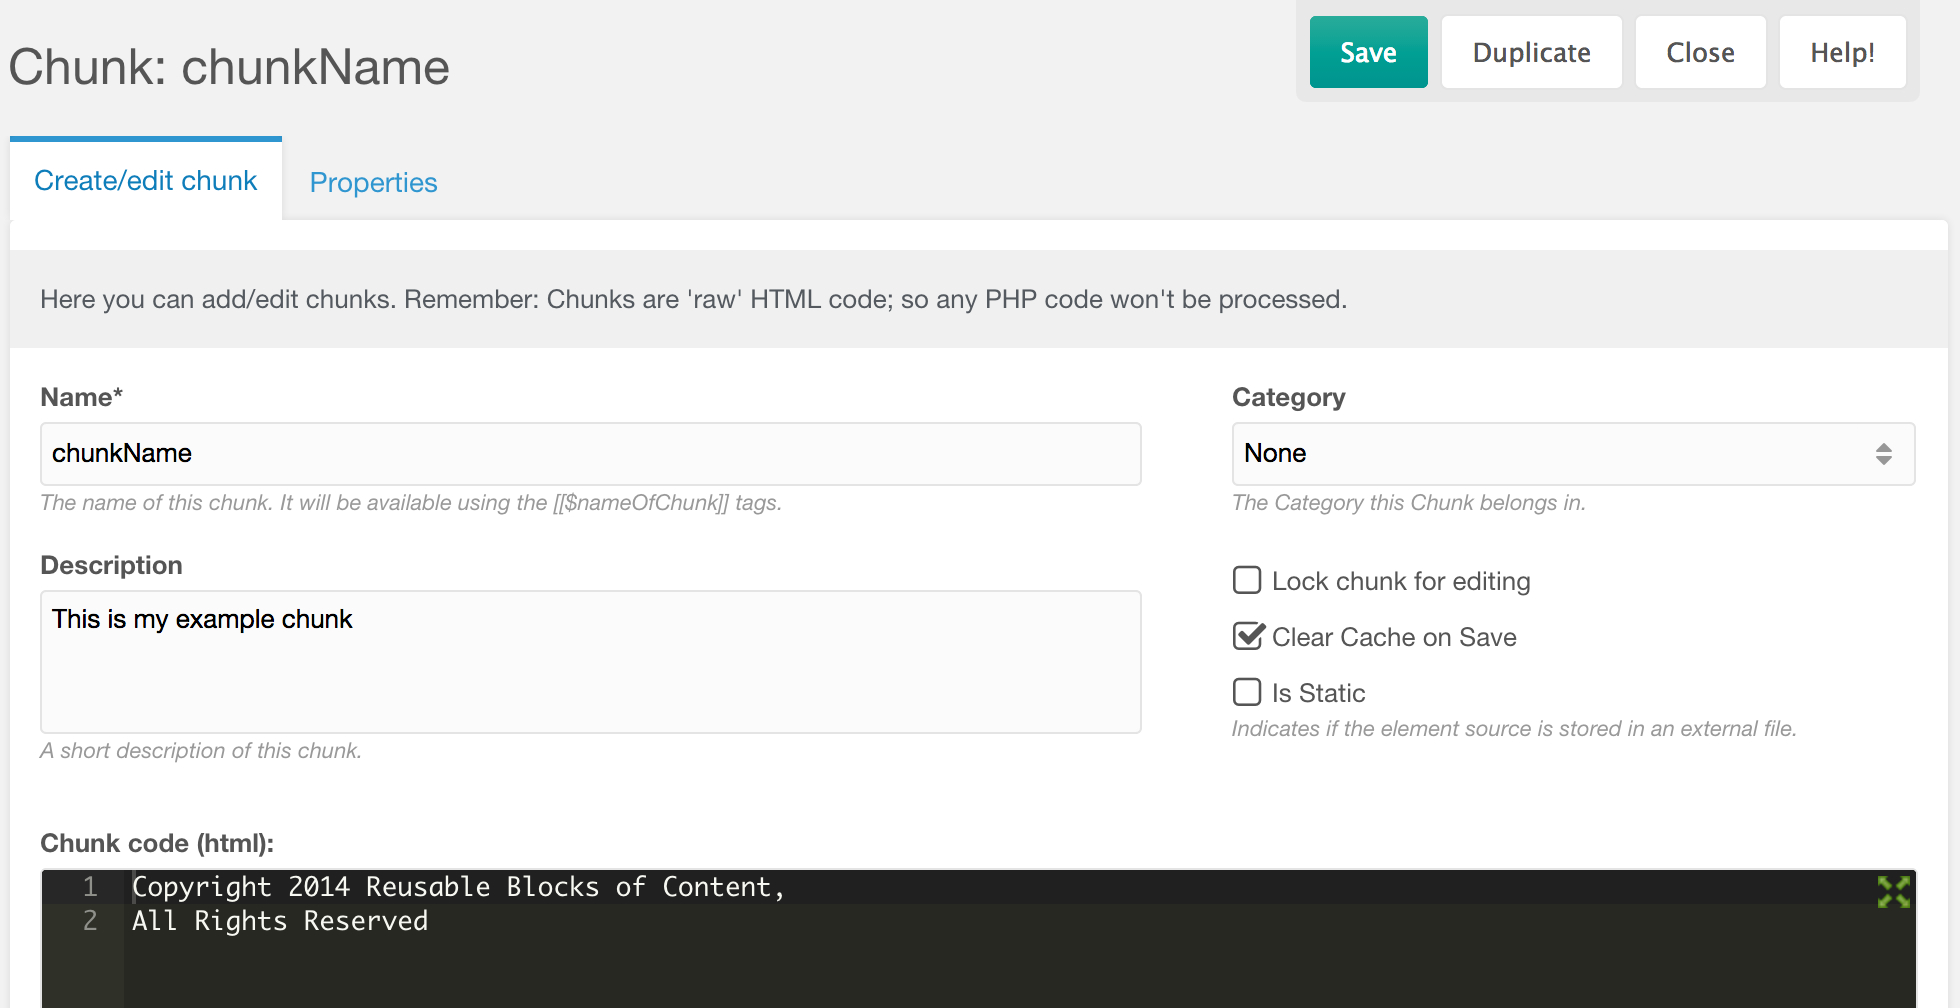 Chunk: chunkName
Save
Duplicate
Close
Help!
Create/edit chunk
Properties
Here you can add/edit chunks. Remember: Chunks are 'raw' HTML code; so any PHP code won't be processed.
Name*
chunkName
The name of this chunk. It will be available using the [[$nameOfChunk]] tags.
Description
This is my example chunk
A short description of this chunk.
Category
None
The Category this Chunk belongs in.
Lock chunk for editing
Clear Cache on Save
Is Static
Indicates if the element source is stored in an external file.
Chunk code (html):
1 Copyright 2014 Reusable Blocks of Content,
2 All Rights Reserved